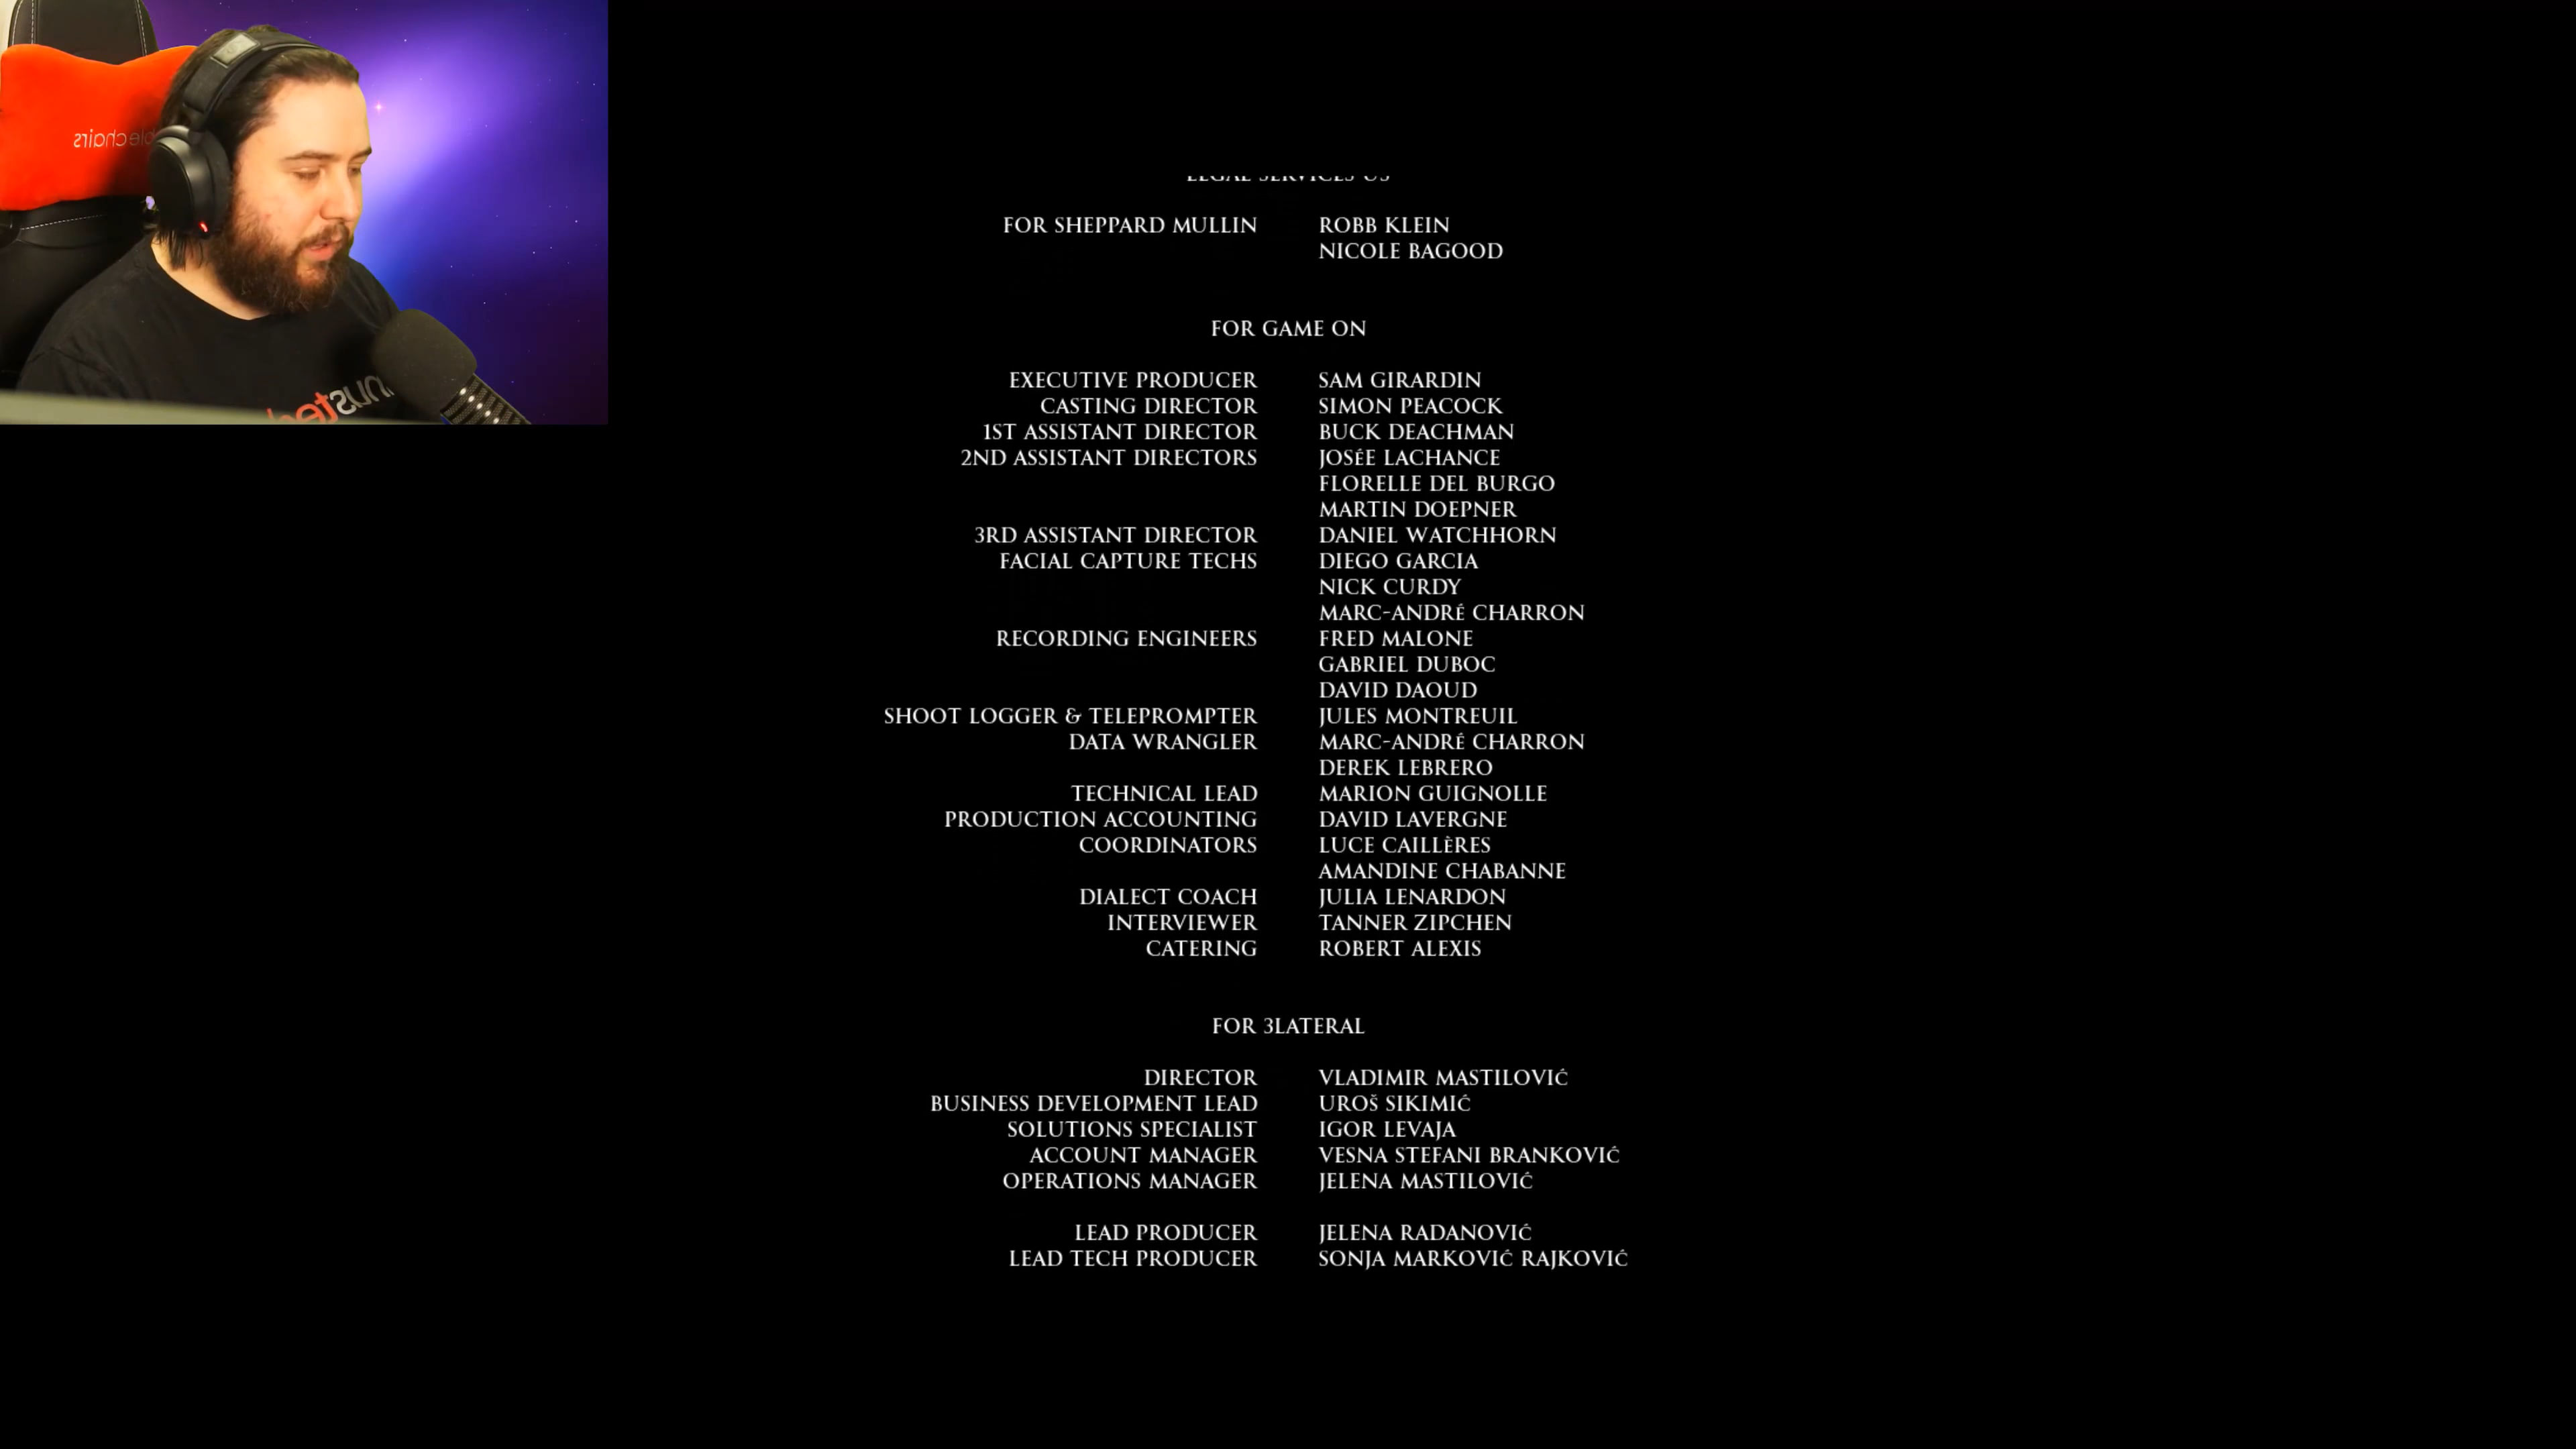 LEGAL SERVICES US
FOR SHEPPARD MULLIN ROBB KLEIN
NICOLE BAGOOD
FOR GAME ON
EXECUTIVE PRODUCER SAM GIRARDIN
CASTING DIRECTOR SIMON PEACOCK
1ST ASSISTANT DIRECTOR BUCK DEACHMAN
2ND ASSISTANT DIRECTORS JOSÉE LACHANCE
FLORELLE DEL BURGO
MARTIN DOEPNER
3RD ASSISTANT DIRECTOR DANIEL WATCHHORN
FACIAL CAPTURE TECHS DIEGO GARCIA
NICK CURDY
MARC-ANDRÉ CHARRON
RECORDING ENGINEERS FRED MALONE
GABRIEL DUBOC
DAVID DAOUD
SHOOT LOGGER & TELEPROMPTER JULES MONTREUIL
DATA WRANGLER MARC-ANDRÉ CHARRON
DEREK LEBRERO
TECHNICAL LEAD MARION GUIGNOLLE
PRODUCTION ACCOUNTING DAVID LAVERGNE
COORDINATORS LUCE CAILLÈRES
AMANDINE CHABANNE
DIALECT COACH JULIA LENARDON
INTERVIEWER TANNER ZIPCHEN
CATERING ROBERT ALEXIS
FOR 3LATERAL
DIRECTOR VLADIMIR MASTILOVIĆ
BUSINESS DEVELOPMENT LEAD UROŠ SIKIMIĆ
SOLUTIONS SPECIALIST IGOR LEVAJA
ACCOUNT MANAGER VESNA STEFANI BRANKOVIĆ
OPERATIONS MANAGER JELENA MASTILOVIĆ
LEAD PRODUCER JELENA RADANOVIĆ
LEAD TECH PRODUCER SONJA MARKOVIĆ RAJKOVIĆ